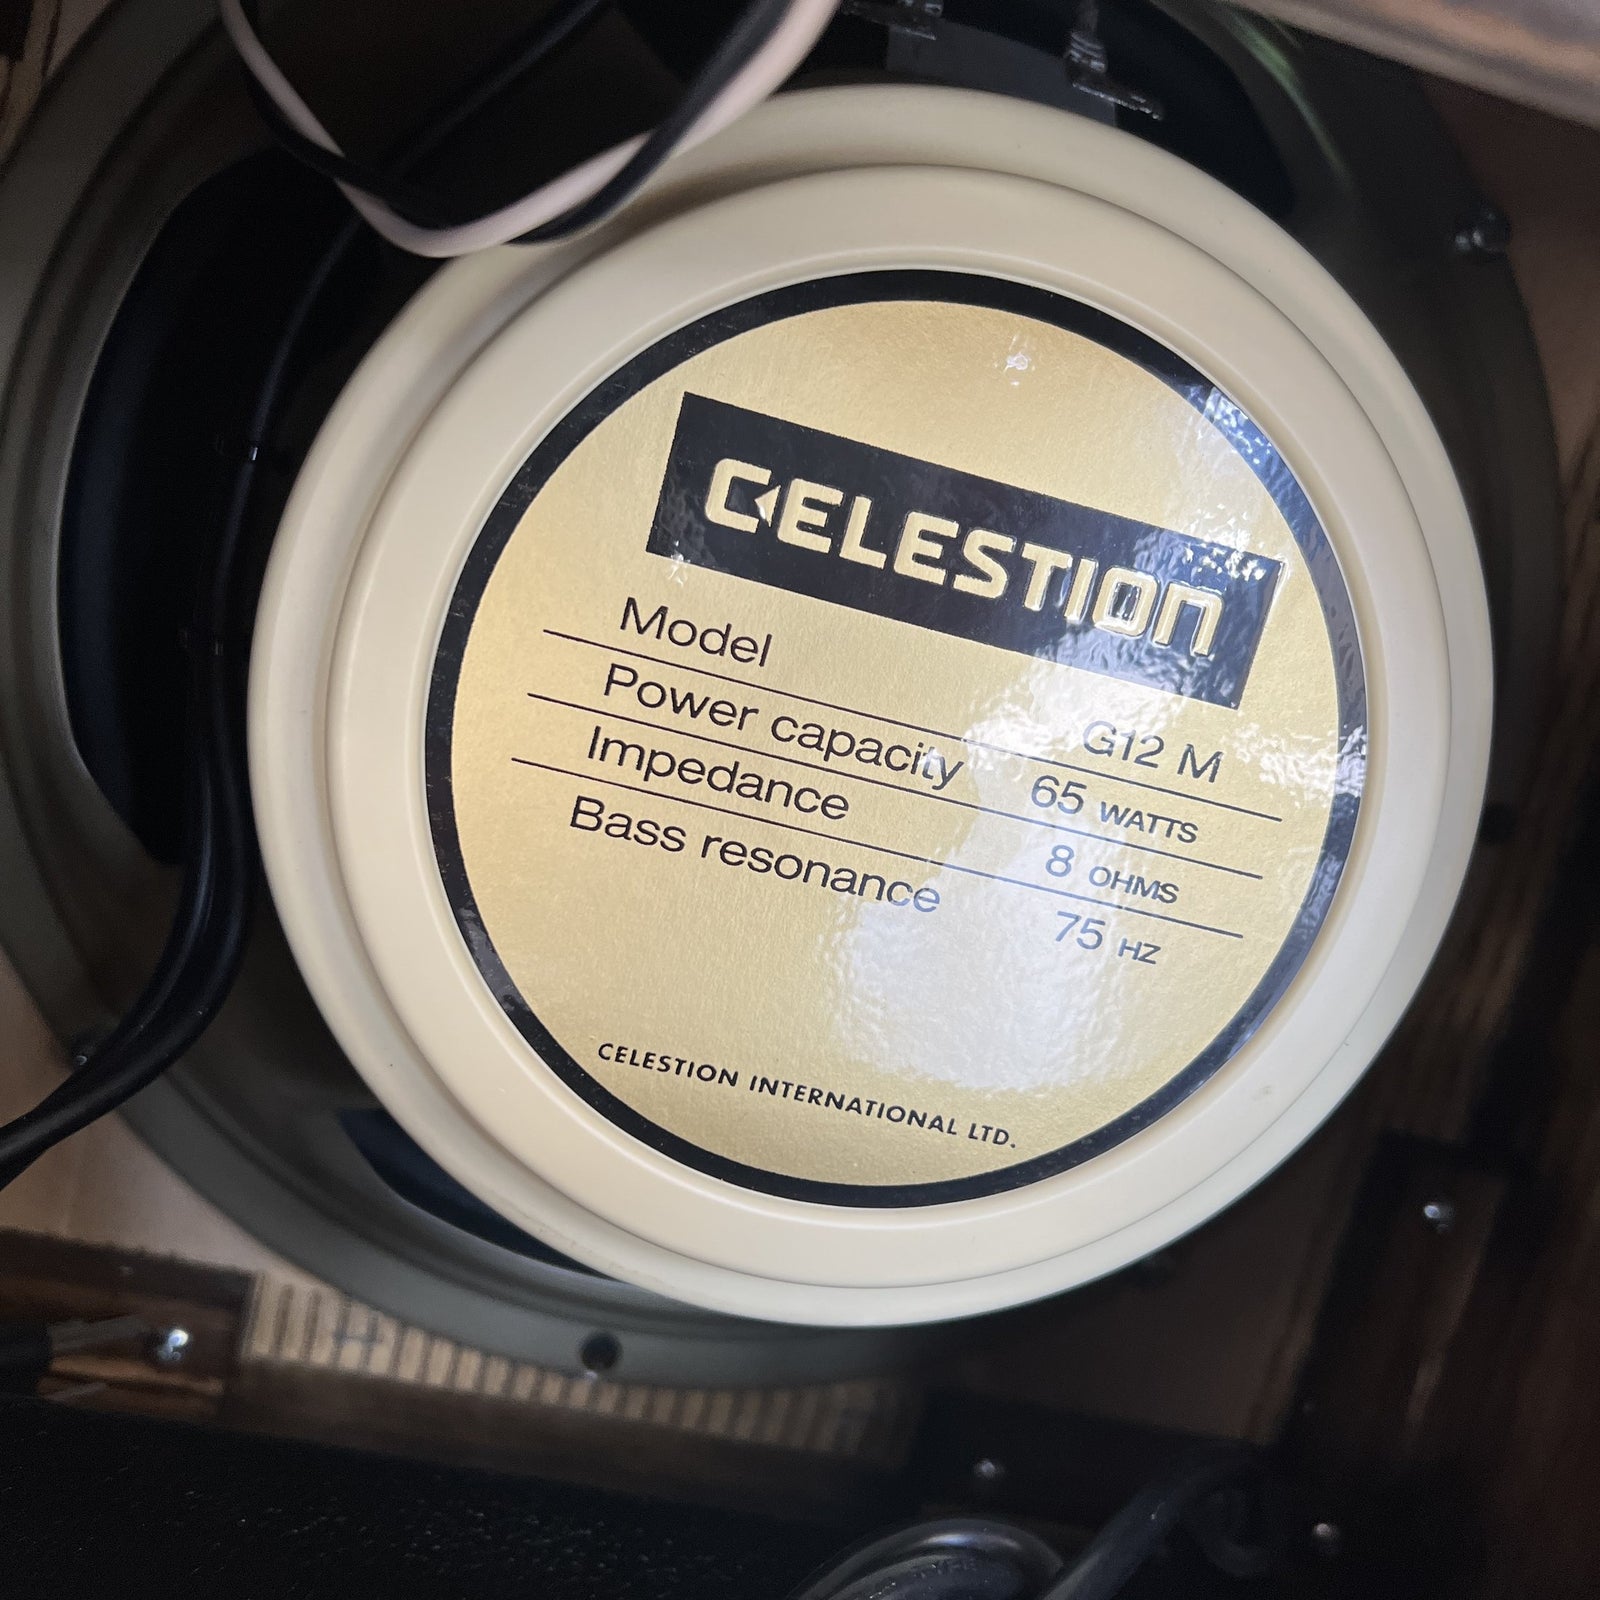 CELESTION
Model G12 M
Power capacity 65 WATTS
Impedance 8 OHMS
Bass resonance 75 HZ
CELESTION INTERNATIONAL LTD.